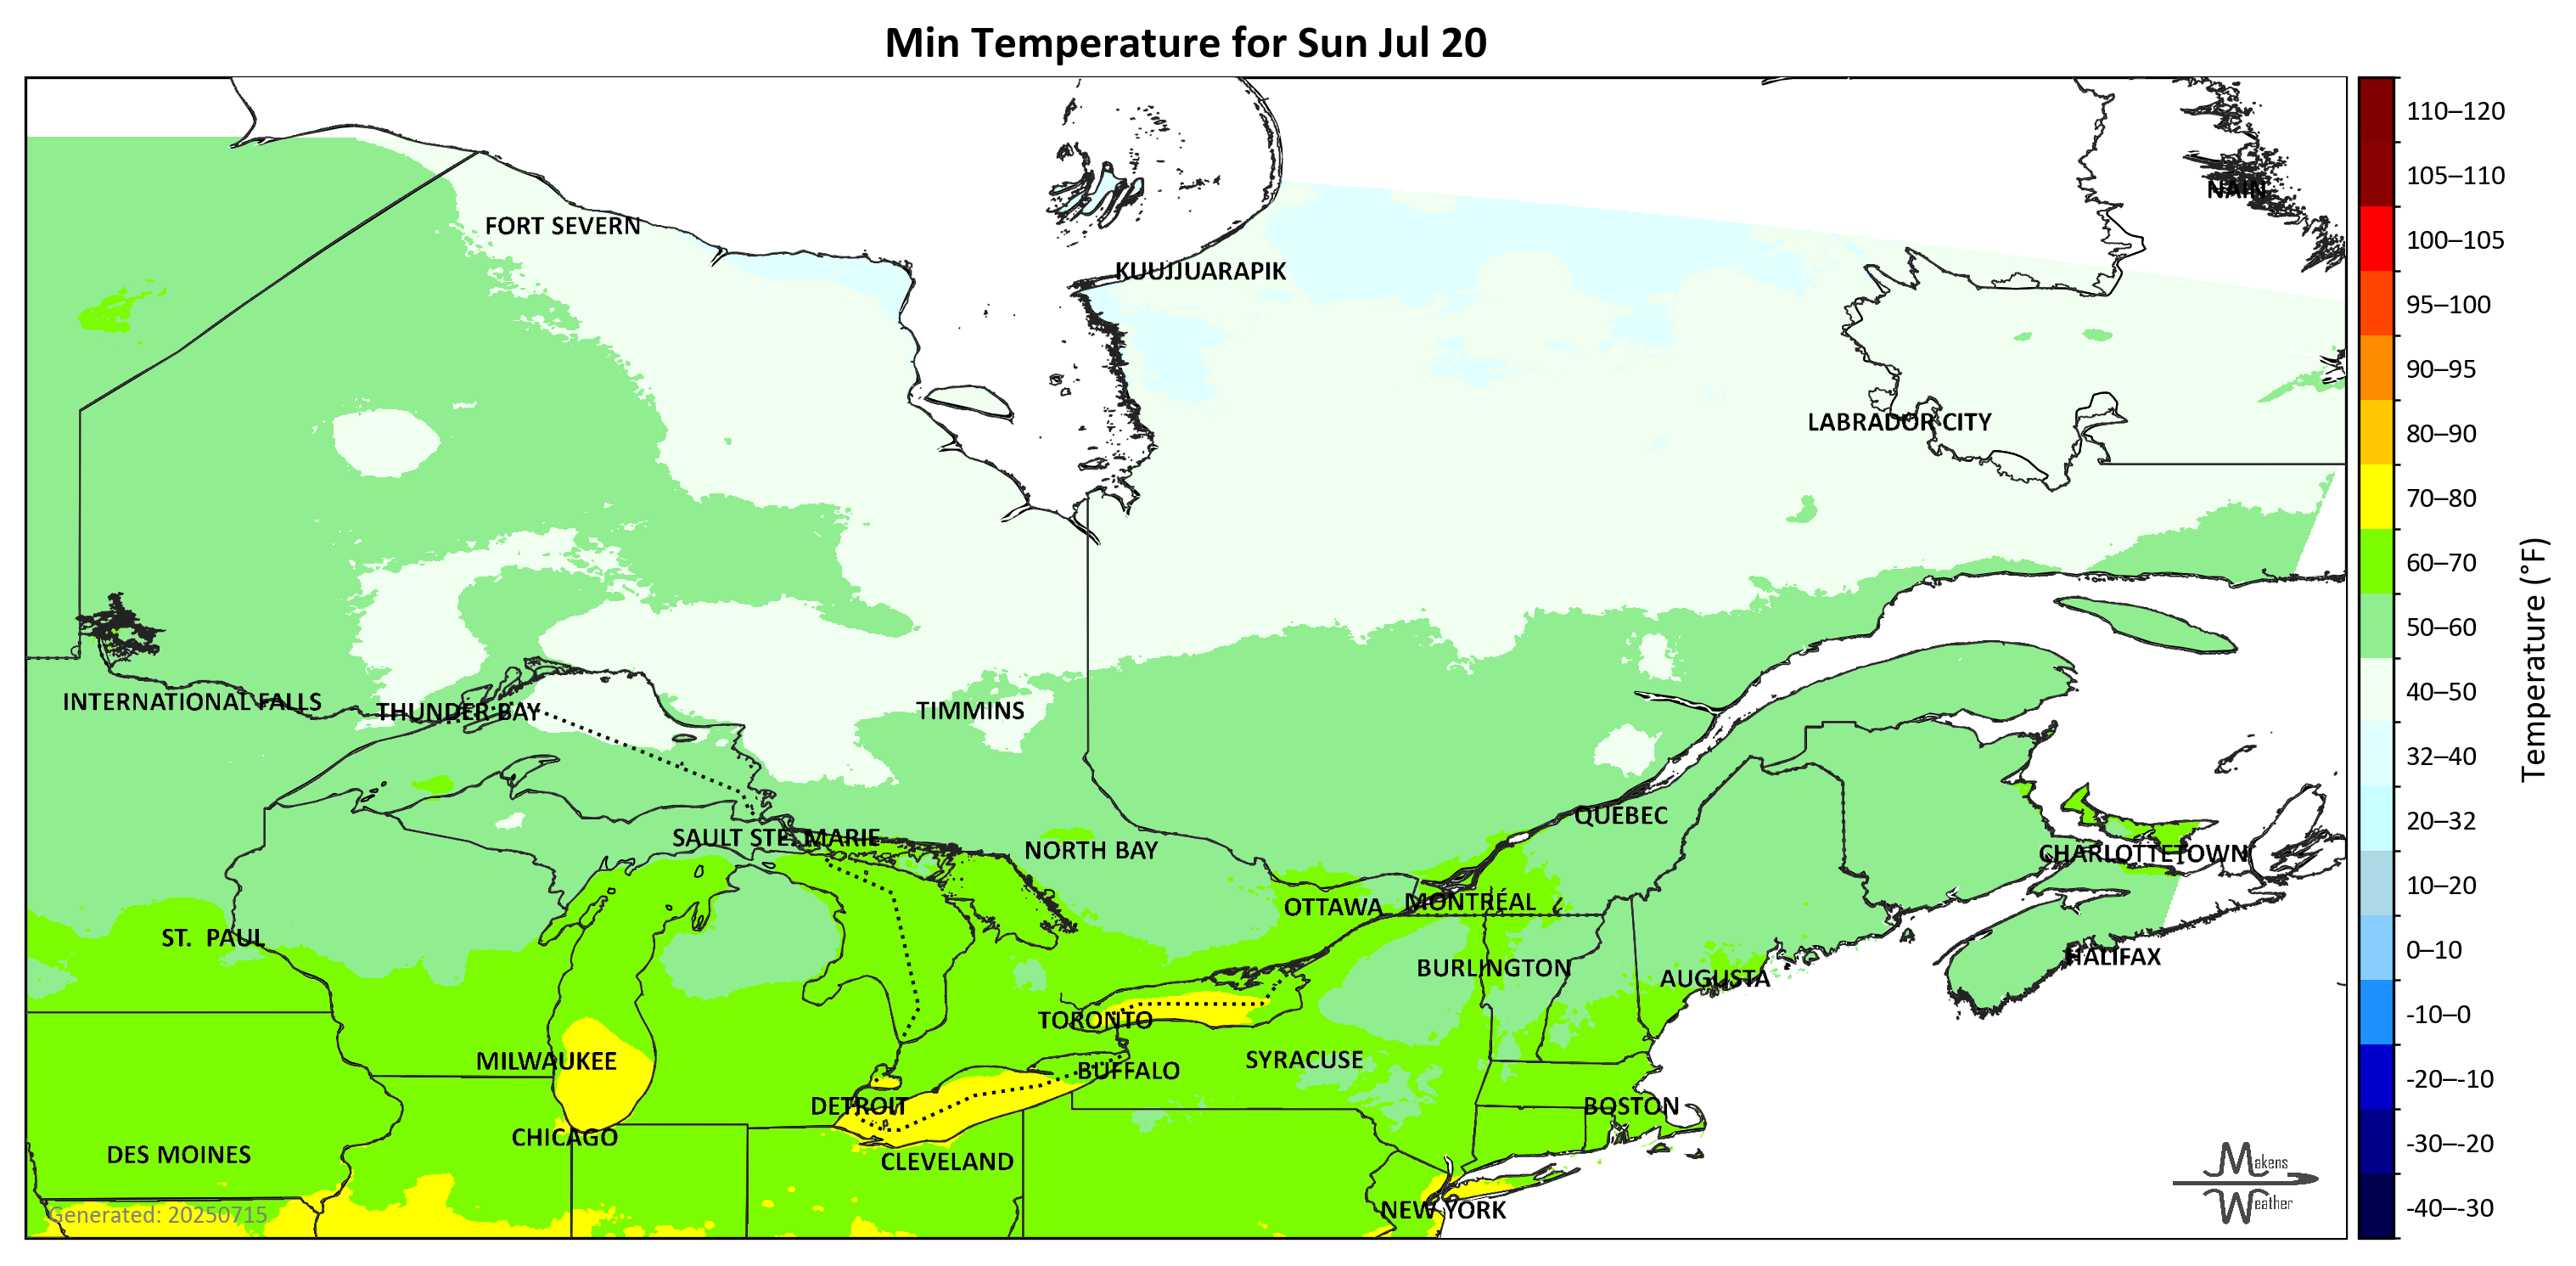 Min Temperature for Sun Jul 20
110–120
105–110
NAIN
FORT SEVERN
100–105
KUUJJUARAPIK
95–100
90–95
LABRADOR CITY
80–90
70–80
60–70
50–60
INTERNATIONAL FALLS
THUNDER BAY
TIMMINS
40–50
Temperature (°F)
32–40
QUÉBEC
20–32
SAULT STE. MARIE
NORTH BAY
CHARLOTTETOWN
10–20
OTTAWA
MONTRÉAL
ST. PAUL
0–10
HALIFAX
BURLINGTON
AUGUSTA
TORONTO
-10–0
MILWAUKEE
SYRACUSE
BUFFALO
-20–-10
DETROIT
BOSTON
CHICAGO
-30–-20
DES MOINES
CLEVELAND
Makens
Weather
NEW YORK
-40–-30
Generated: 20250715